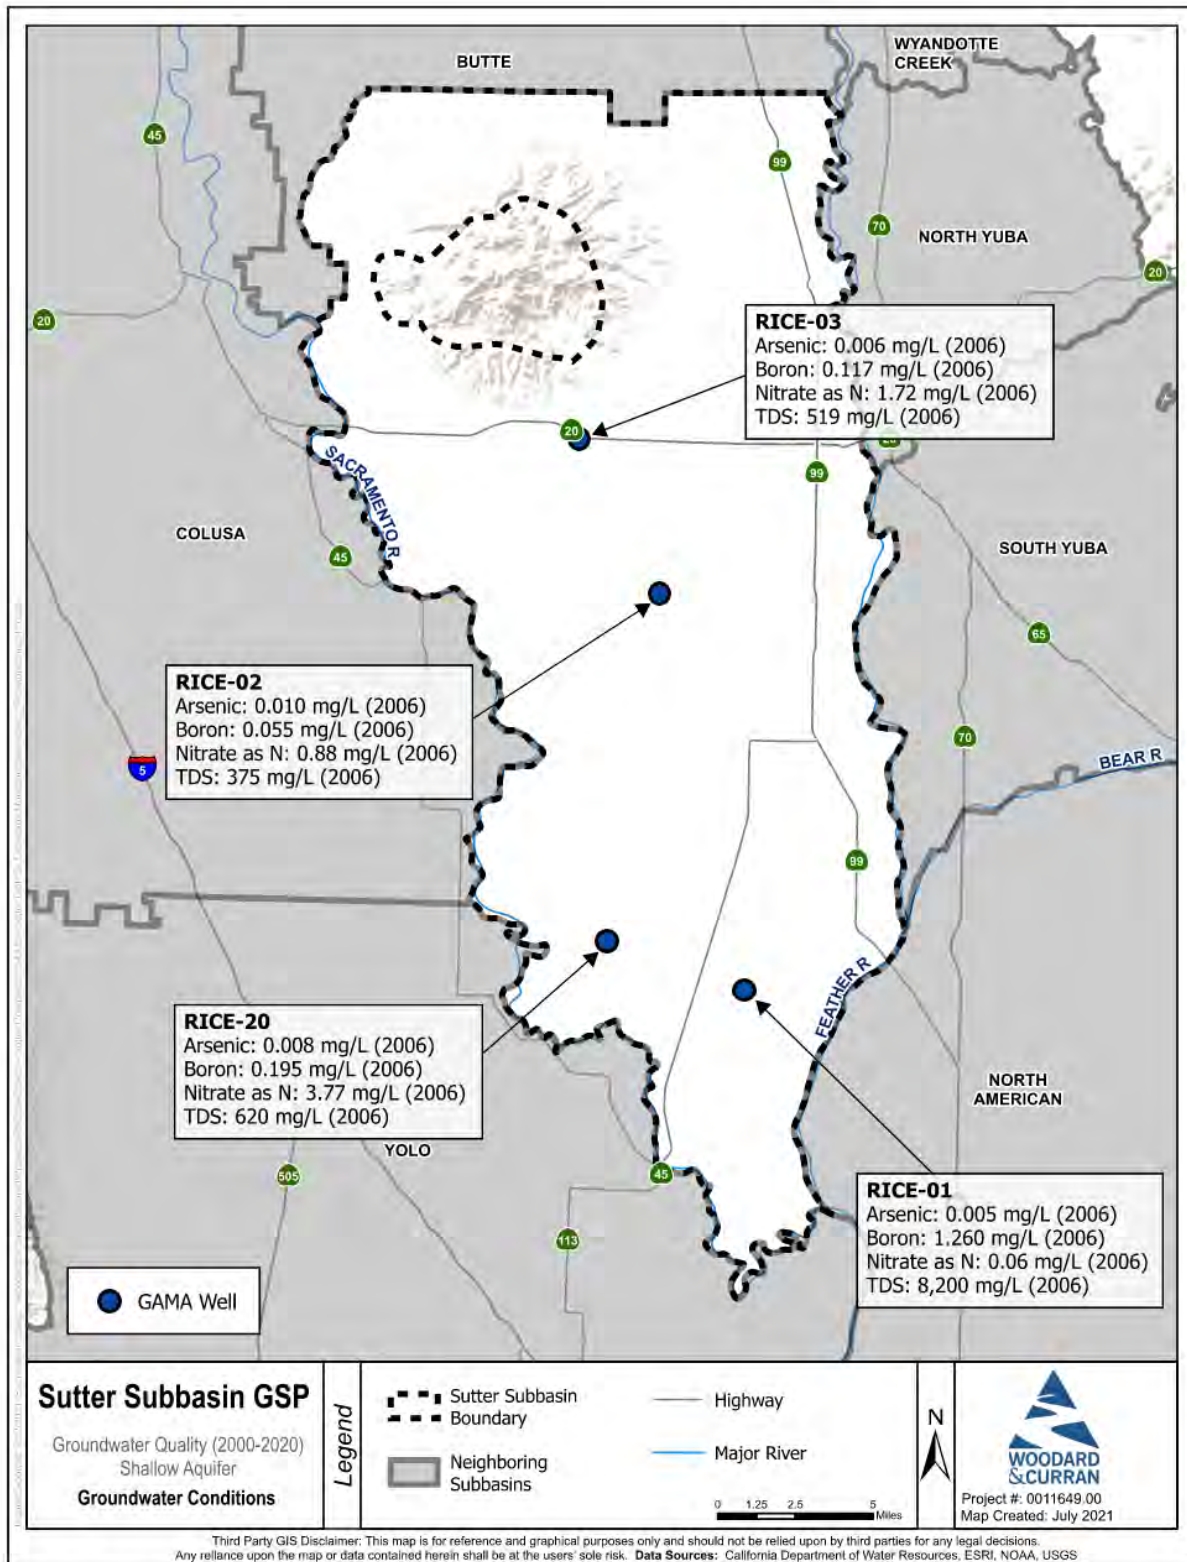 BUTTE
WYANDOTTE
CREEK
45
99
70
NORTH YUBA
20
20
RICE-03
Arsenic: 0.006 mg/L (2006)
Boron: 0.117 mg/L (2006)
Nitrate as N: 1.72 mg/L (2006)
TDS: 519 mg/L (2006)
20
20
99
SACRAMENTO R
COLUSA
45
SOUTH YUBA
65
RICE-02
Arsenic: 0.010 mg/L (2006)
Boron: 0.055 mg/L (2006)
Nitrate as N: 0.88 mg/L (2006)
TDS: 375 mg/L (2006)
5
70
BEAR R
99
FEATHER R
RICE-20
Arsenic: 0.008 mg/L (2006)
Boron: 0.195 mg/L (2006)
Nitrate as N: 3.77 mg/L (2006)
TDS: 620 mg/L (2006)
NORTH
AMERICAN
YOLO
505
45
113
RICE-01
Arsenic: 0.005 mg/L (2006)
Boron: 1.260 mg/L (2006)
Nitrate as N: 0.06 mg/L (2006)
TDS: 8,200 mg/L (2006)
GAMA Well
Sutter Subbasin GSP
Groundwater Quality (2000-2020)
Shallow Aquifer
Groundwater Conditions
Legend
Sutter Subbasin
Boundary
Neighboring
Subbasins
Highway
Major River
0 1.25 2.5 5
Miles
N
WOODARD
&CURRAN
Project #: 0011649.00
Map Created: July 2021
Third Party GIS Disclaimer: This map is for reference and graphical purposes only and should not be relied upon by third parties for any legal decisions.
Any reliance upon the map or data contained herein shall be at the users' sole risk. Data Sources: California Department of Water Resources, ESRI, NOAA, USGS